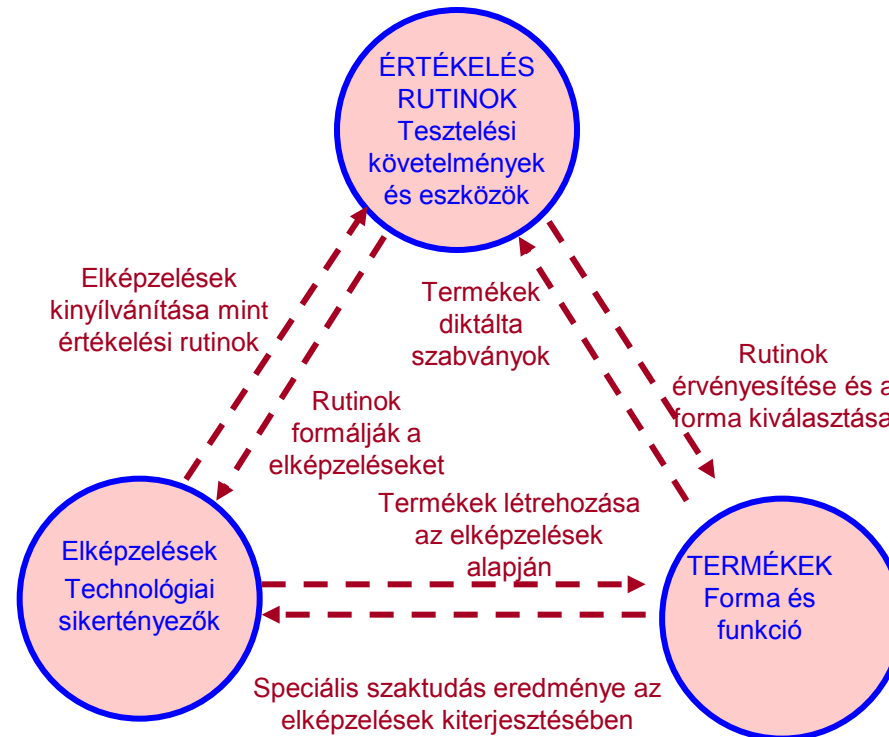 ÉRTÉKELÉS
RUTINOK
Tesztelési
követelmények
és eszközök
Elképzelések
kinyílvánítása mint
értékelési rutinok
Termékek
diktálta
szabványok
Rutinok
érvényesítése és a
forma kiválasztása
Rutinok
formálják a
elképzeléseket
Termékek létrehozása
az elképzelések
alapján
Elképzelések
Technológiai
sikertényezők
TERMÉKEK
Forma és
funkció
Speciális szaktudás eredménye az
elképzelések kiterjesztésében